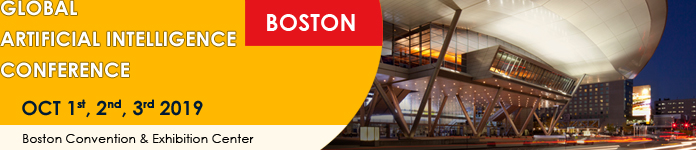 GLOBAL
ARTIFICIAL INTELLIGENCE
CONFERENCE
BOSTON
OCT 1st, 2nd, 3rd 2019
Boston Convention & Exhibition Center